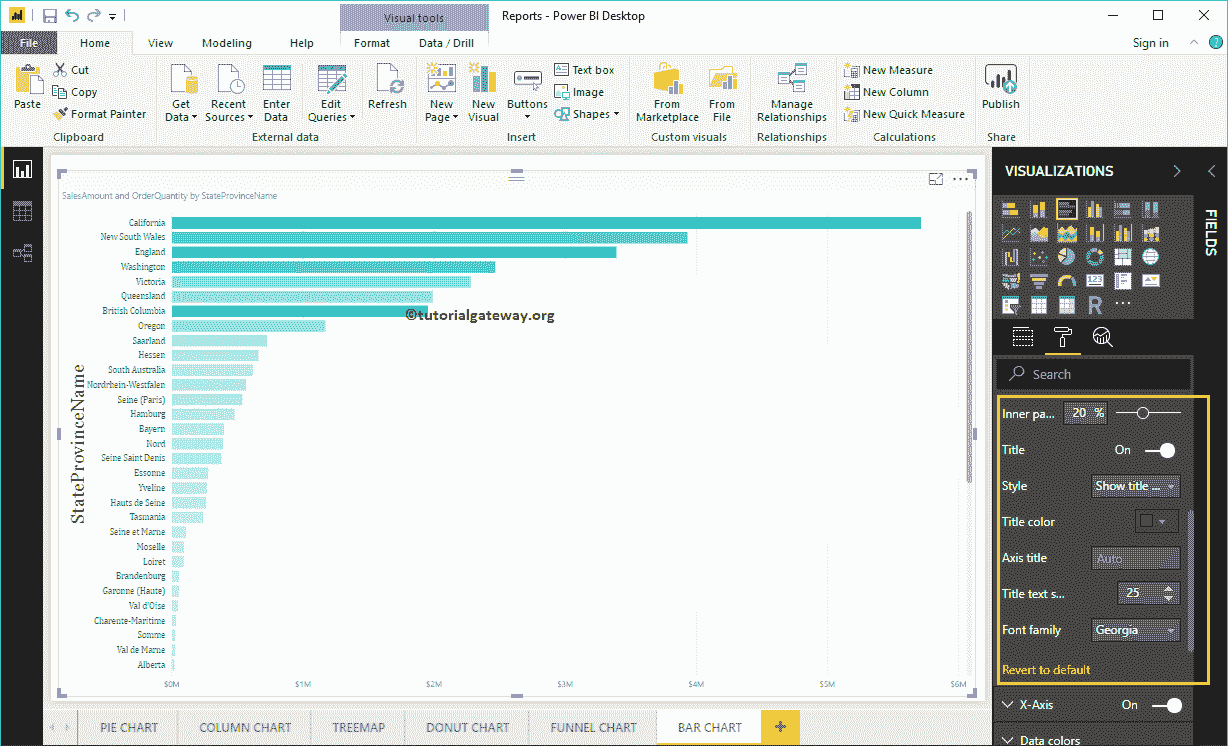 Visual tools
Reports - Power BI Desktop
File
Home
View
Modeling
Help
Format
Data / Drill
Sign in
?
Paste
Cut
Copy
Format Painter
Clipboard
Get Data
Recent Sources
Enter Data
Edit Queries
External data
Refresh
New Page
New Visual
Buttons
Text box
Image
Shapes
Insert
From Marketplace
From File
Custom visuals
Manage Relationships
Relationships
New Measure
New Column
New Quick Measure
Calculations
Publish
Share
SalesAmount and OrderQuantity by StateProvinceName
StateProvinceName
California
New South Wales
England
Washington
Victoria
Queensland
British Columbia
Oregon
Saarland
Hessen
South Australia
Nordrhein-Westfalen
Seine (Paris)
Hamburg
Bayern
Nord
Seine Saint Denis
Essonne
Yveline
Hauts de Seine
Tasmania
Seine et Marne
Moselle
Loiret
Brandenburg
Garonne (Haute)
Val d'Oise
Charente-Maritime
Somme
Val de Marne
Alberta
$0M $1M $2M $3M $4M $5M $6M
©tutorialgateway.org
VISUALIZATIONS
FIELDS
123
R
Search
Inner pa... 20 %
Title On
Style Show title ...
Title color
Axis title Auto
Title text s... 25
Font family Georgia
Revert to default
X-Axis On
Data colors
PIE CHART
COLUMN CHART
TREEMAP
DONUT CHART
FUNNEL CHART
BAR CHART
+